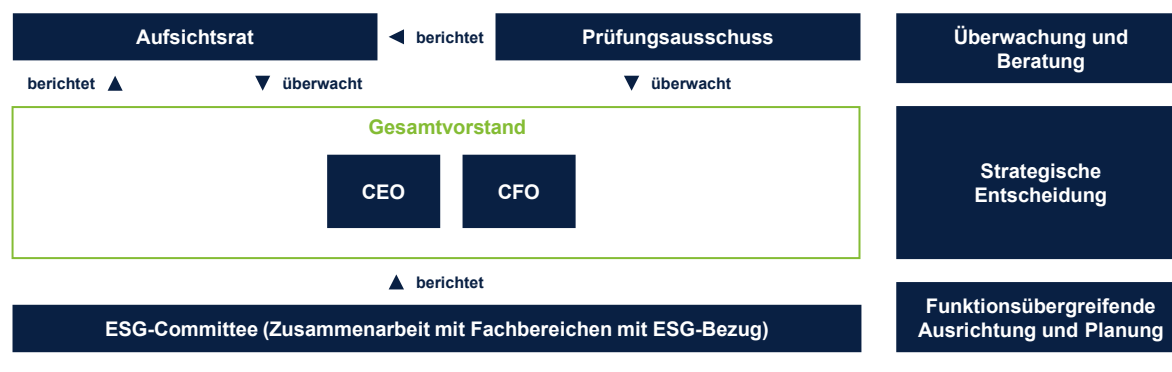 Aufsichtsrat
berichtet
Prüfungsausschuss
Überwachung und
Beratung
berichtet
überwacht
überwacht
Gesamtvorstand
CEO
CFO
Strategische
Entscheidung
berichtet
ESG-Committee (Zusammenarbeit mit Fachbereichen mit ESG-Bezug)
Funktionsübergreifende
Ausrichtung und Planung